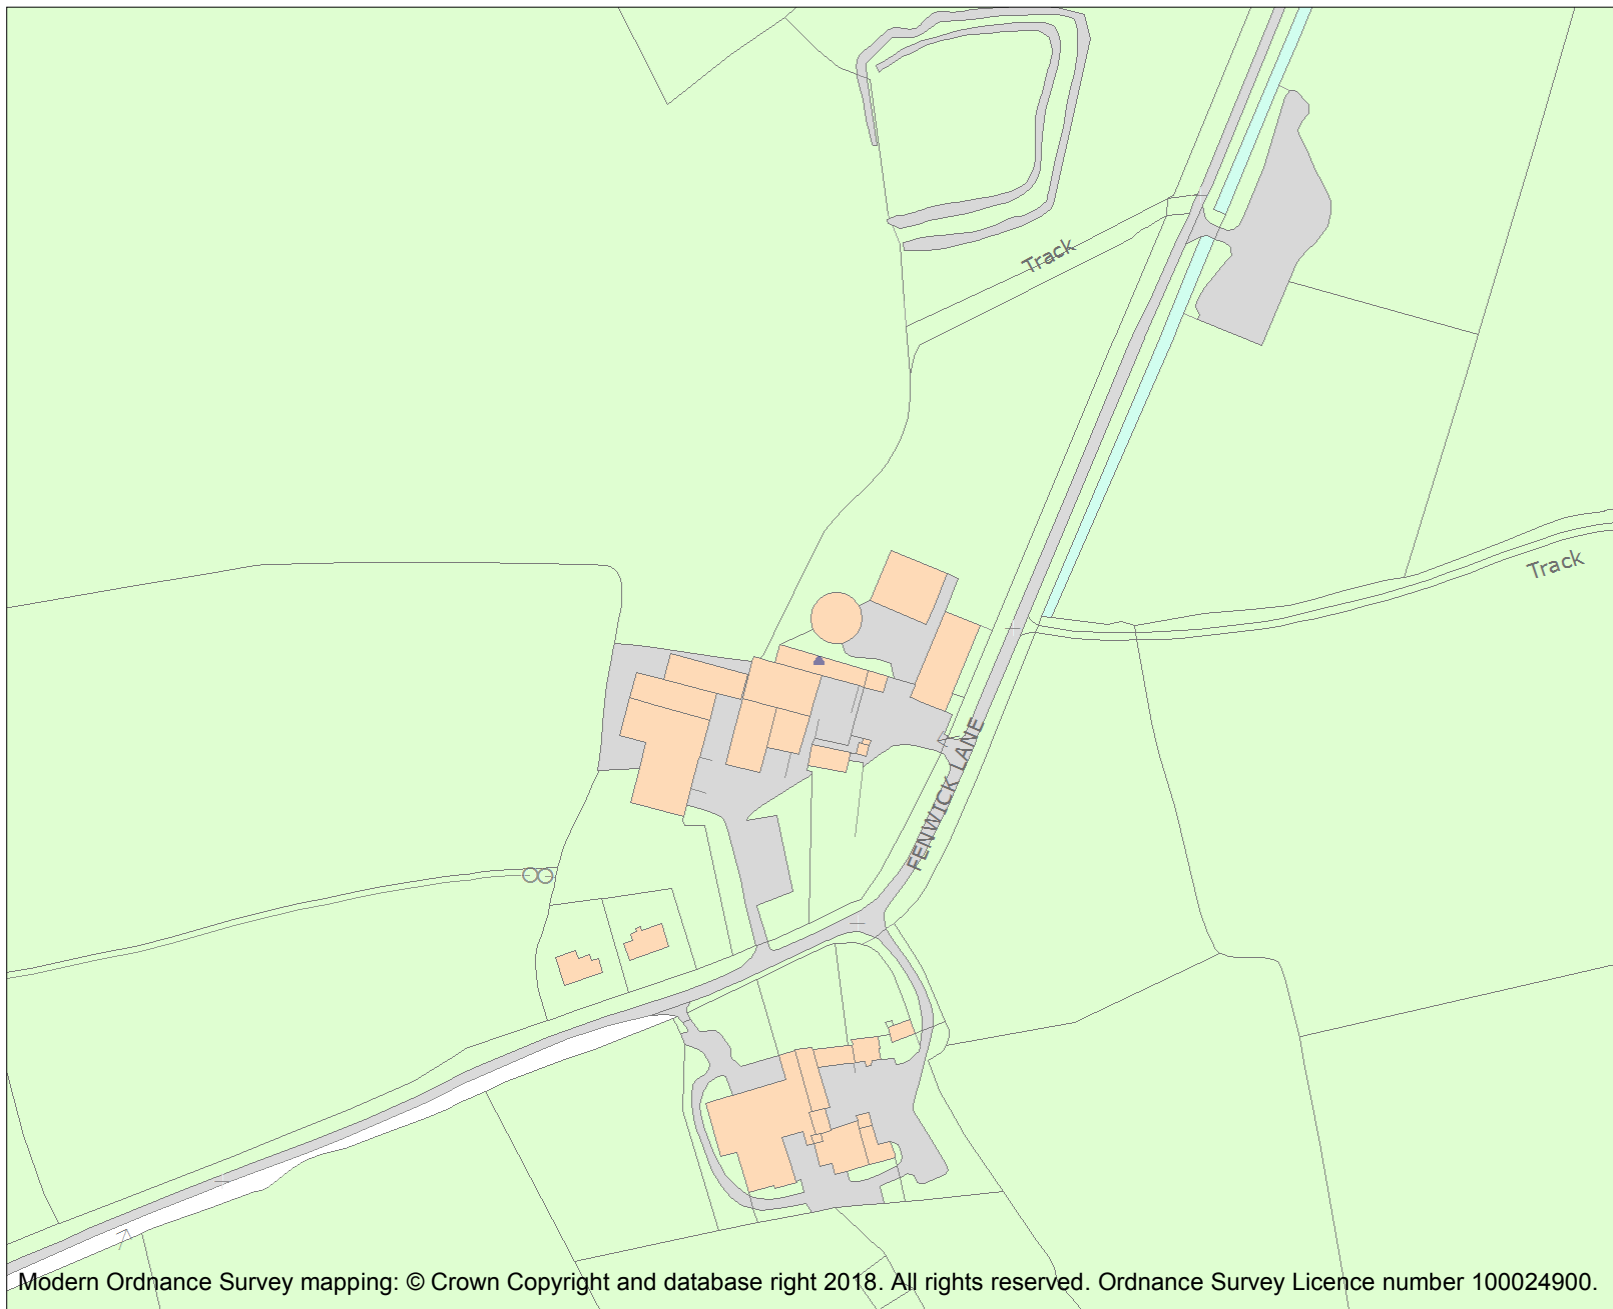 Track
Track
FENWICK LANE
Modern Ordnance Survey mapping: © Crown Copyright and database right 2018. All rights reserved. Ordnance Survey Licence number 100024900.